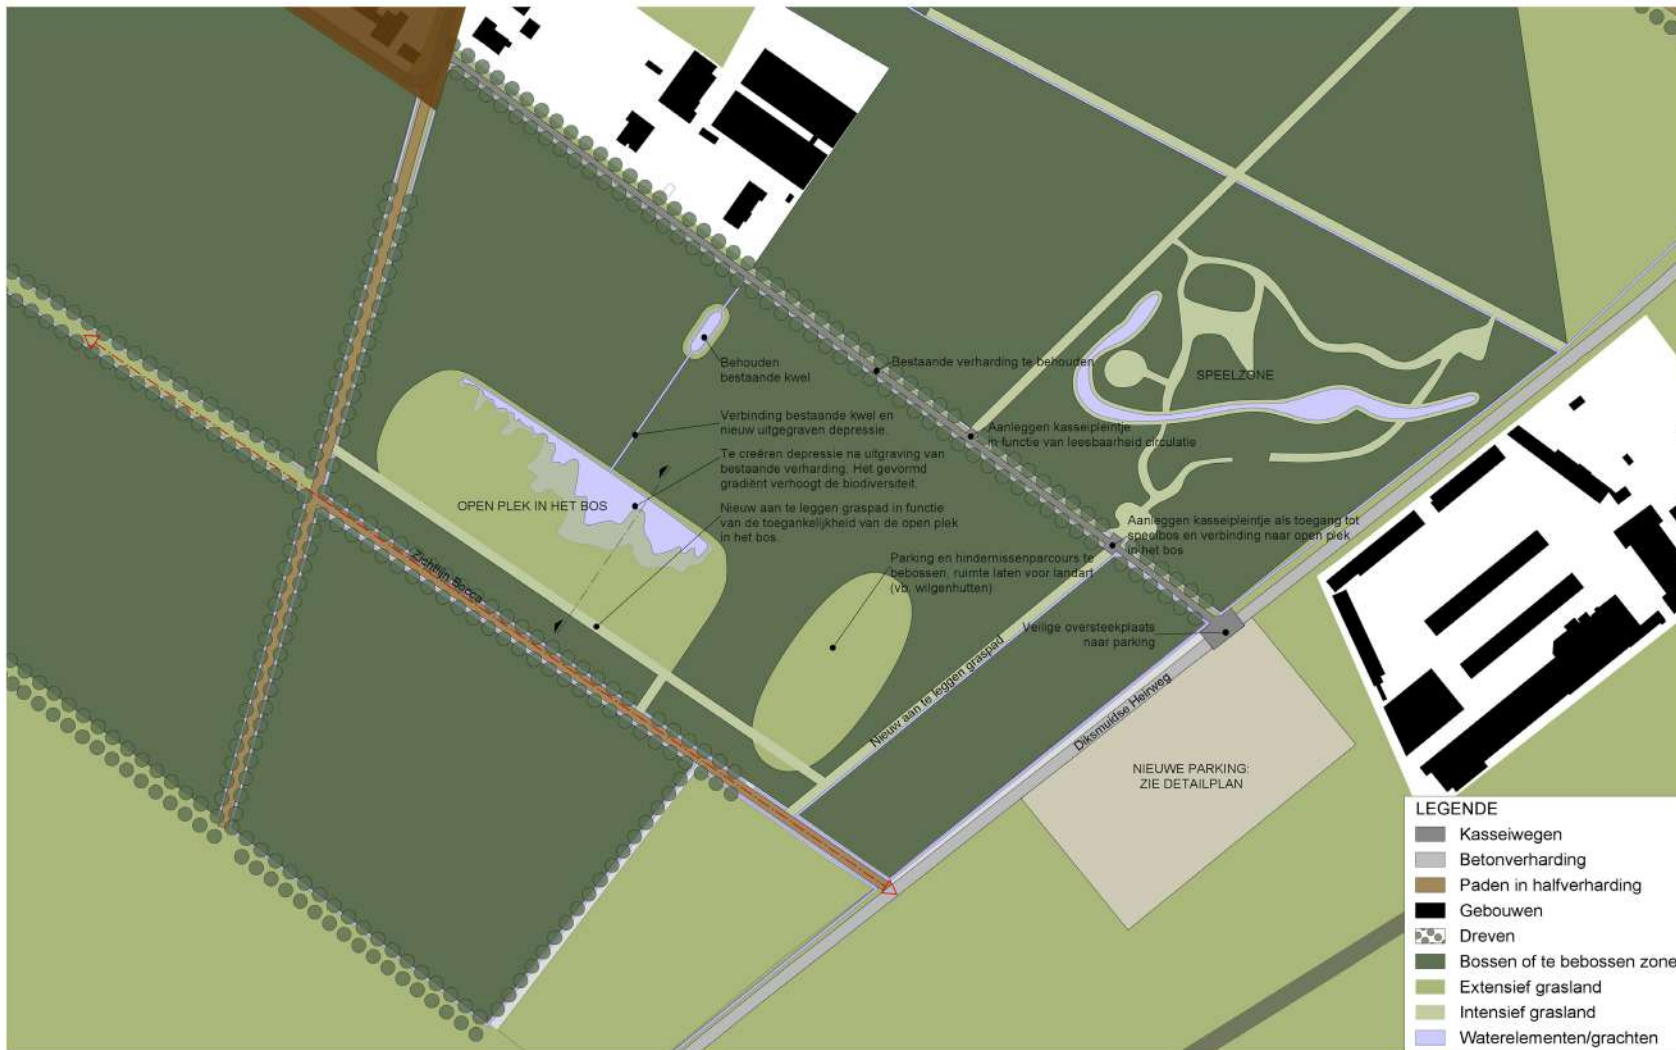 Behouden
bestaande kwel
Bestaande verharding te behouden
SPEELZONE
Verbinding bestaande kwel en
nieuw uitgegraven depressie.
Aanleggen kasseipleintje
in functie van leesbaarheid circulatie
Te creëren depressie na uitgraving van
bestaande verharding. Het gevormd
gradiënt verhoogt de biodiversiteit.
OPEN PLEK IN HET BOS
Nieuw aan te leggen graspad in functie
van de toegankelijkheid van de open plek
in het bos.
Aanleggen kasseipleintje als toegang tot
speelbos en verbinding naar open plek
in het bos
Zichtlijn Bocca
Parking en hindernissenparcours te
bebossen, ruimte laten voor landart
(vb. wilgenhutten)
Veilige oversteekplaats
naar parking
Nieuw aan te leggen graspad
Diksmuidse Heirweg
NIEUWE PARKING:
ZIE DETAILPLAN
LEGENDE
Kasseiwegen
Betonverharding
Paden in halfverharding
Gebouwen
Dreven
Bossen of te bebossen zone
Extensief grasland
Intensief grasland
Waterelementen/grachten